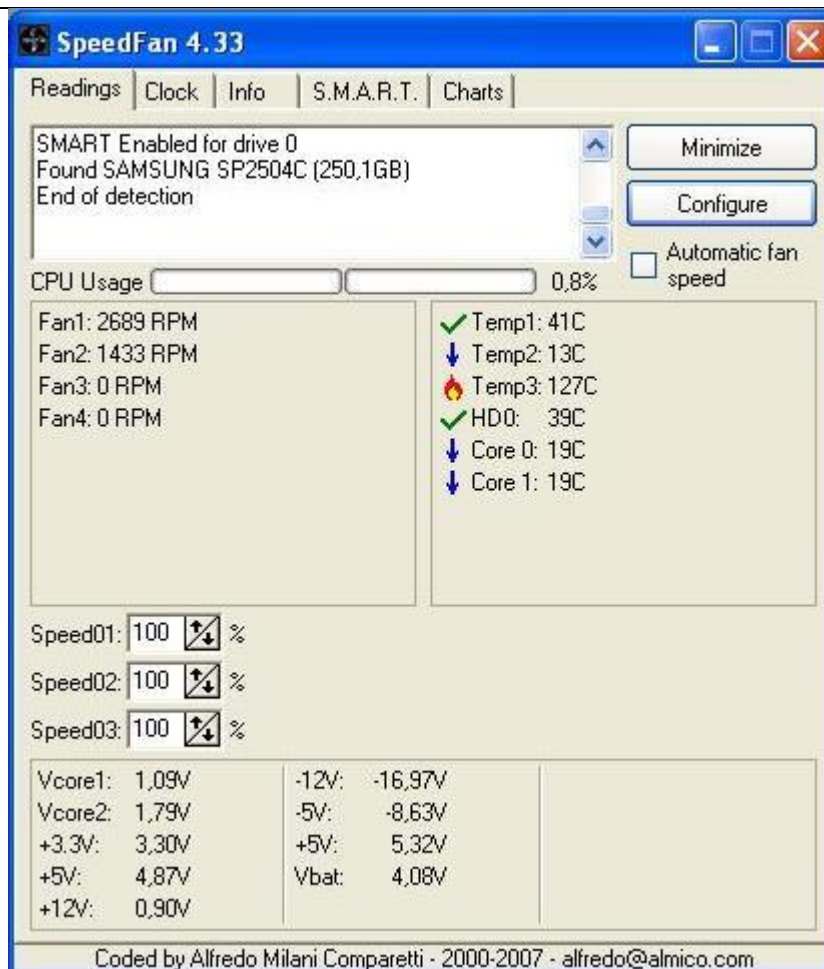 SpeedFan 4.33
Readings Clock Info S.M.A.R.T. Charts
SMART Enabled for drive 0
Found SAMSUNG SP2504C (250,1GB)
End of detection
Minimize
Configure
Automatic fan
speed
CPU Usage 0,8%
Fan1: 2689 RPM
Fan2: 1433 RPM
Fan3: 0 RPM
Fan4: 0 RPM
Temp1: 41C
Temp2: 13C
Temp3: 127C
HD0: 39C
Core 0: 19C
Core 1: 19C
Speed01: 100 %
Speed02: 100 %
Speed03: 100 %
Vcore1: 1,09V
Vcore2: 1,79V
+3.3V: 3,30V
+5V: 4,87V
+12V: 0,90V
-12V: -16,97V
-5V: -8,63V
+5V: 5,32V
Vbat: 4,08V
Coded by Alfredo Milani Comparetti - 2000-2007 - alfredo@almico.com